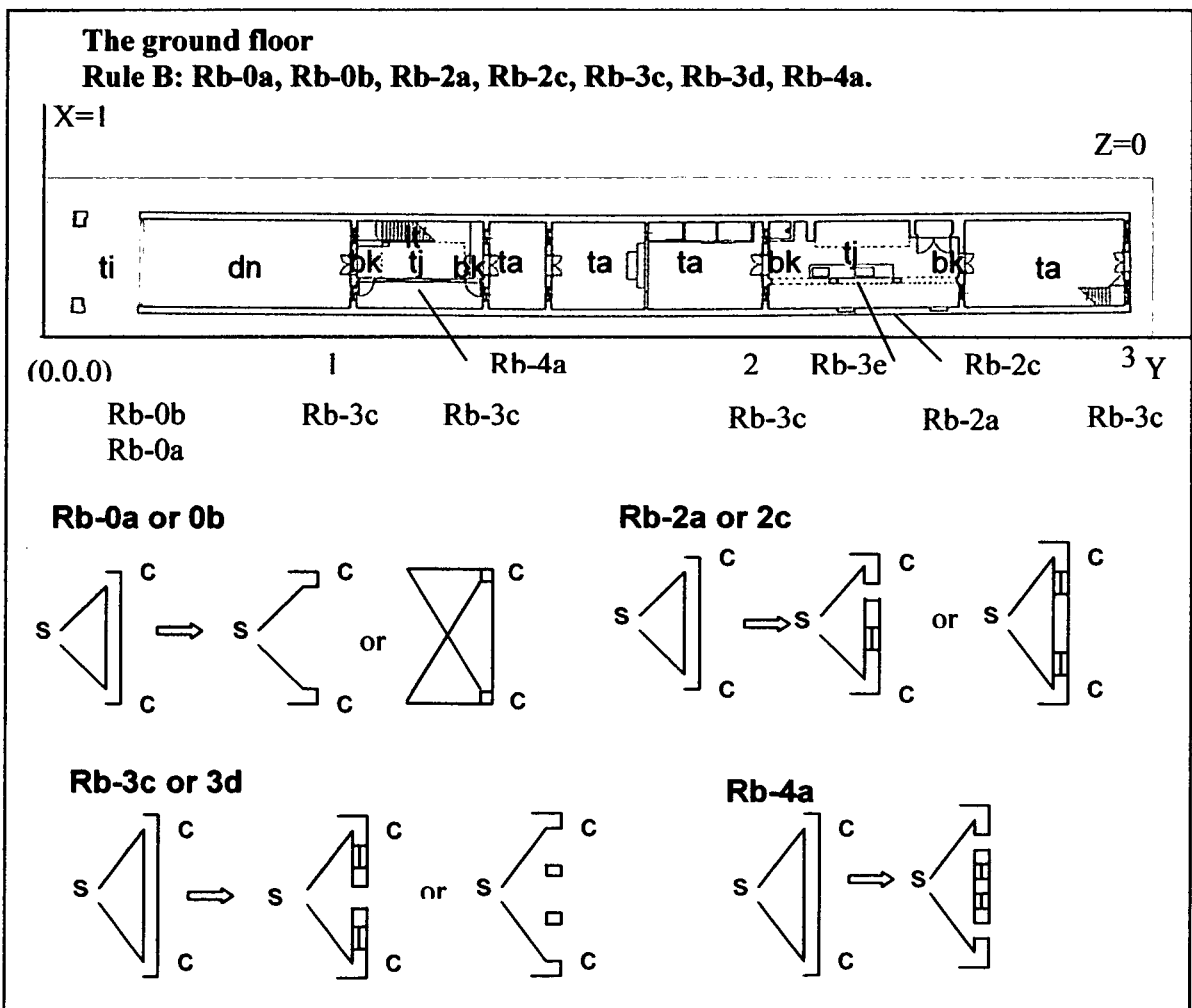 The ground floor
Rule B: Rb-0a, Rb-0b, Rb-2a, Rb-2c, Rb-3c, Rb-3d, Rb-4a.
X=1
Z=0
ti dn bk tj bk ta ta ta bk tj bk ta
(0,0,0) 1 Rb-4a 2 Rb-3e Rb-2c 3 Y
Rb-0b Rb-3c Rb-3c Rb-3c Rb-2a Rb-3c
Rb-0a
Rb-0a or 0b Rb-2a or 2c
C C C C C C
S S or S S or S
C C C C C C
Rb-3c or 3d Rb-4a
C C C C C
S S or S S S
C C C C C